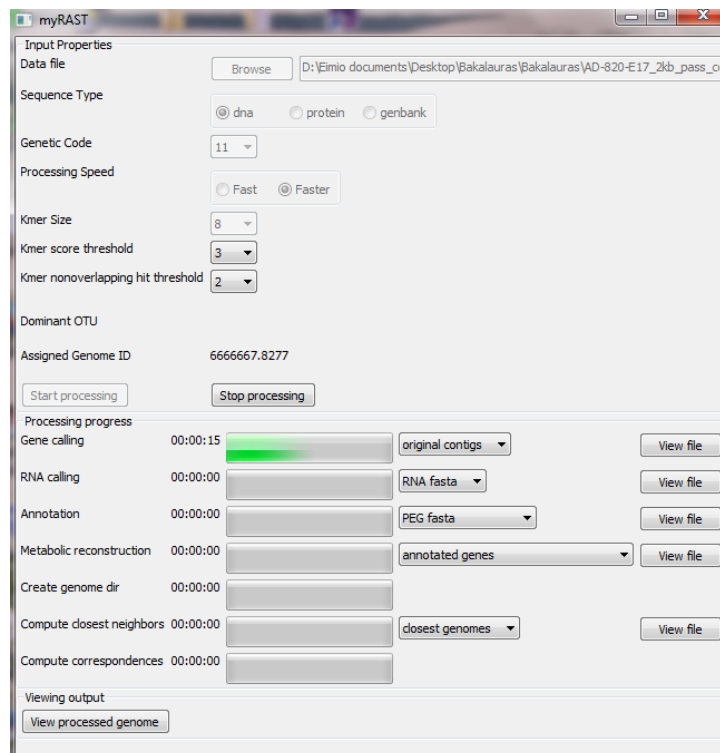 myRAST
Input Properties
Data file Browse D:\Eimio documents\Desktop\Bakalauras\Bakalauras\AD-820-E17_2kb_pass_c
Sequence Type
dna protein genbank
Genetic Code 11
Processing Speed
Fast Faster
Kmer Size 8
Kmer score threshold 3
Kmer nonoverlapping hit threshold 2
Dominant OTU
Assigned Genome ID 6666667.8277
Start processing Stop processing
Processing progress
Gene calling 00:00:15 original contigs View file
RNA calling 00:00:00 RNA fasta View file
Annotation 00:00:00 PEG fasta View file
Metabolic reconstruction 00:00:00 annotated genes View file
Create genome dir 00:00:00
Compute closest neighbors 00:00:00 closest genomes View file
Compute correspondences 00:00:00
Viewing output
View processed genome